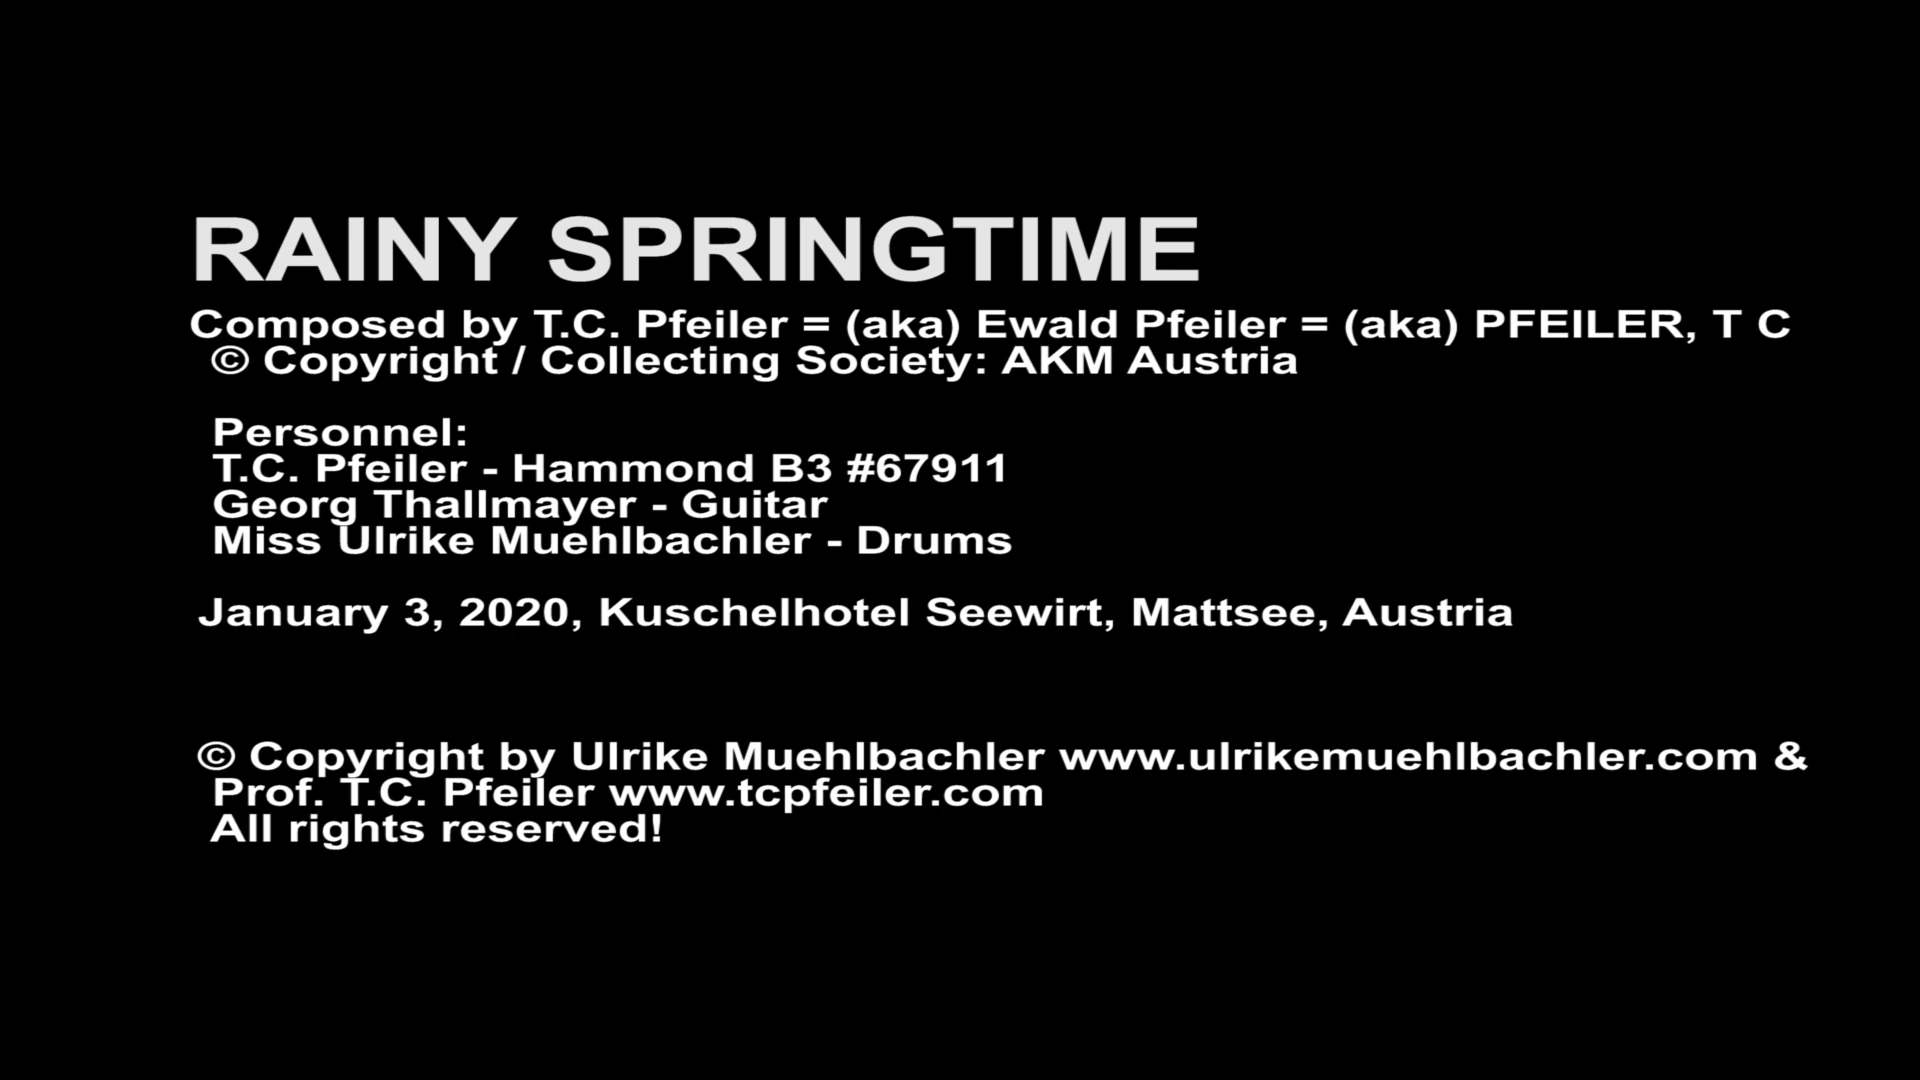 RAINY SPRINGTIME
Composed by T.C. Pfeiler = (aka) Ewald Pfeiler = (aka) PFEILER, T C
© Copyright / Collecting Society: AKM Austria
Personnel:
T.C. Pfeiler - Hammond B3 #67911
Georg Thallmayer - Guitar
Miss Ulrike Muehlbachler - Drums
January 3, 2020, Kuschelhotel Seewirt, Mattsee, Austria
© Copyright by Ulrike Muehlbachler www.ulrikemuehlbachler.com &
Prof. T.C. Pfeiler www.tcpfeiler.com
All rights reserved!